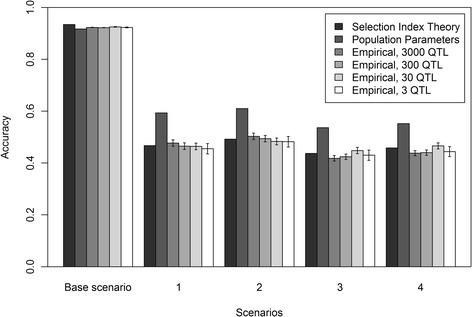 1.0
0.8
0.6
0.4
0.2
0.0
Accuracy
Selection Index Theory
Population Parameters
Empirical, 3000 QTL
Empirical, 300 QTL
Empirical, 30 QTL
Empirical, 3 QTL
Base scenario 1 2 3 4
Scenarios